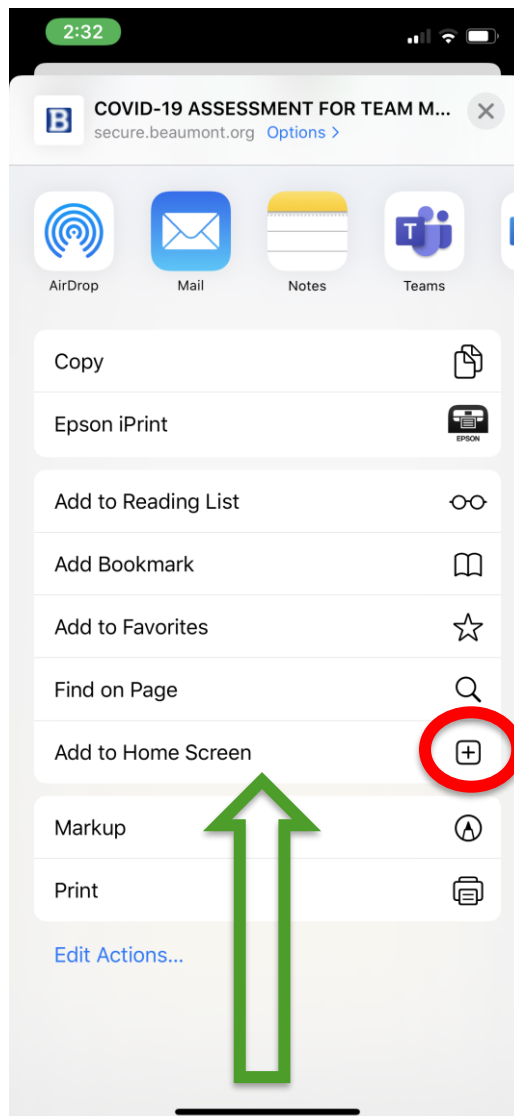 2:32
B
COVID-19 ASSESSMENT FOR TEAM M...
secure.beaumont.org Options >
AirDrop Mail Notes Teams
T
Copy
Epson iPrint
EPSON
Add to Reading List
Add Bookmark
Add to Favorites
Find on Page
Add to Home Screen
Markup
Print
Edit Actions...